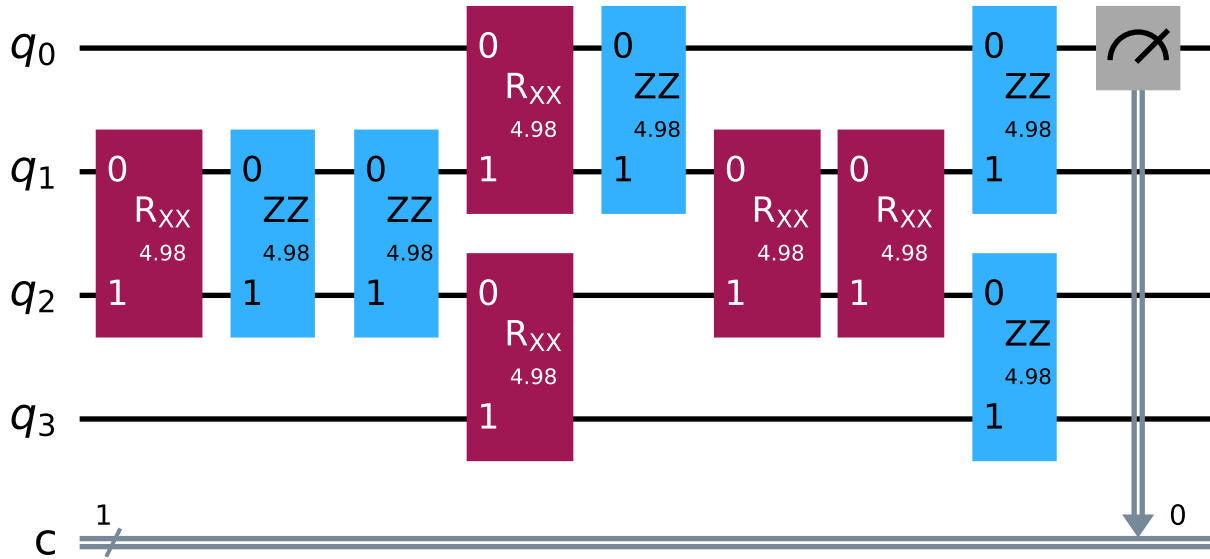 q0 0 RXX 4.98 1 0 ZZ 4.98 1 0 ZZ 4.98 1
q1 0 RXX 4.98 1 0 ZZ 4.98 1 0 ZZ 4.98 1 0 RXX 4.98 1 0 RXX 4.98 1
q2 0 RXX 4.98 1 0 ZZ 4.98 1
q3
c 1 0